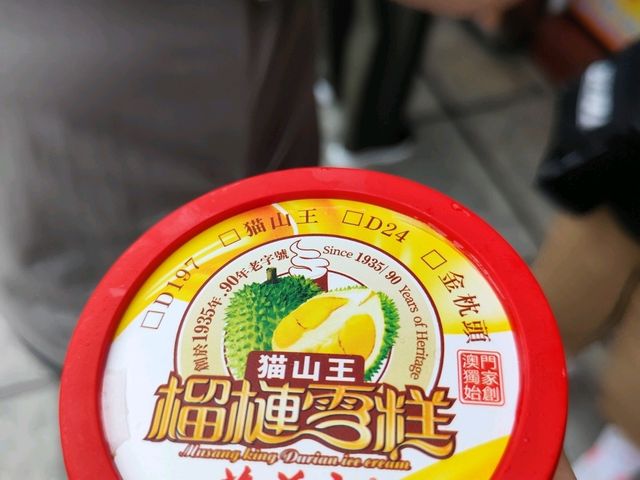 □D197 □猫山王 □D24 □金枕頭
創於1935年·90年老字號
Since 1935/90 Years of Heritage
猫山王
榴槤雪糕
Musang king Durian ice cream
澳門獨家始創